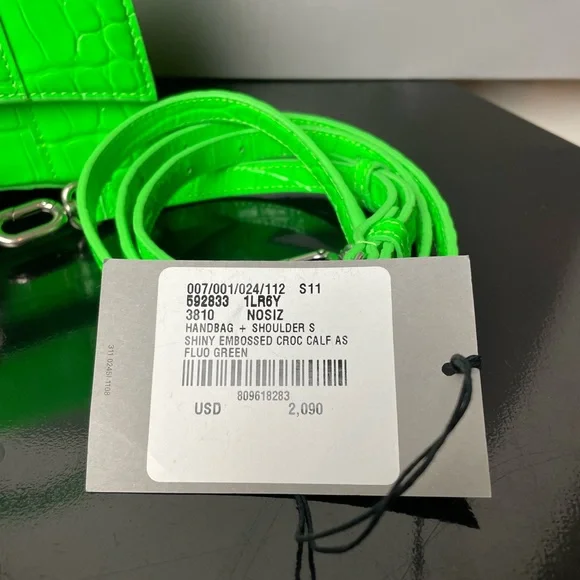 007/001/024/112 S11
592833 1LR6Y
3810 NOSIZ
HANDBAG + SHOULDER S
SHINY EMBOSSED CROC CALF AS
FLUO GREEN
809618283
USD 2,090